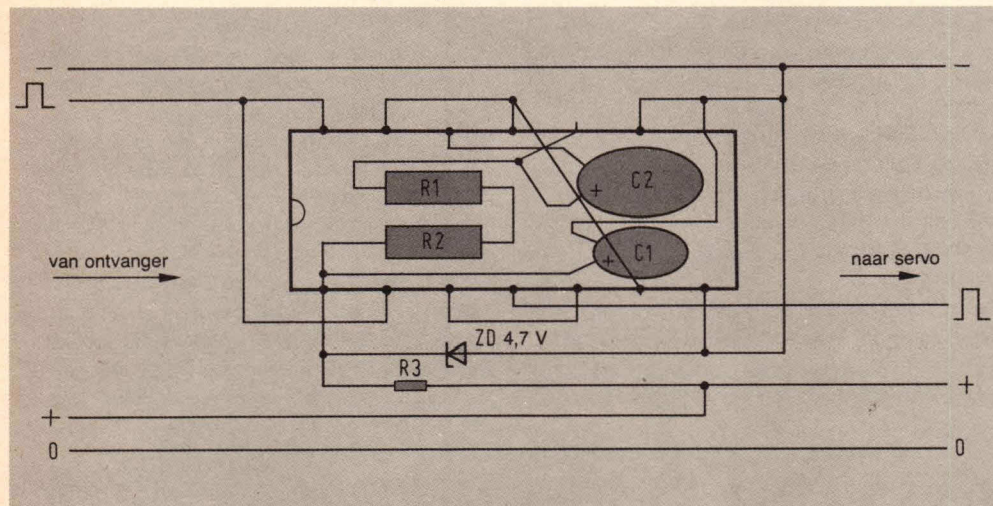 − −
R1
C2
+
R2
C1
+
van ontvanger
naar servo
ZD 4,7 V
R3
+ +
0 0